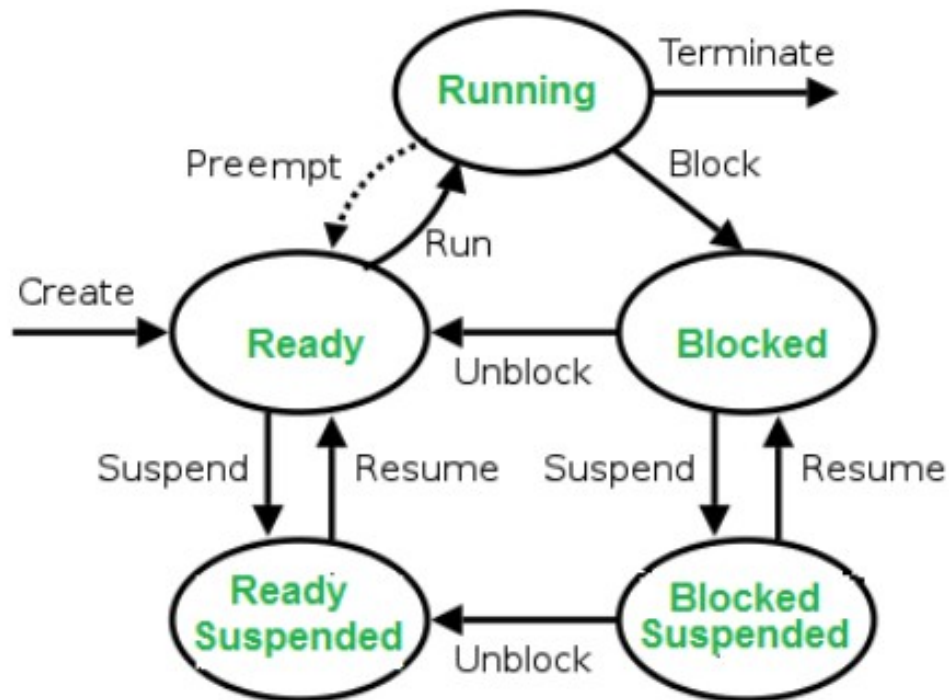 Terminate
Running
Preempt
Block
Run
Create
Ready
Blocked
Unblock
Suspend
Resume
Suspend
Resume
Ready
Suspended
Blocked
Suspended
Unblock